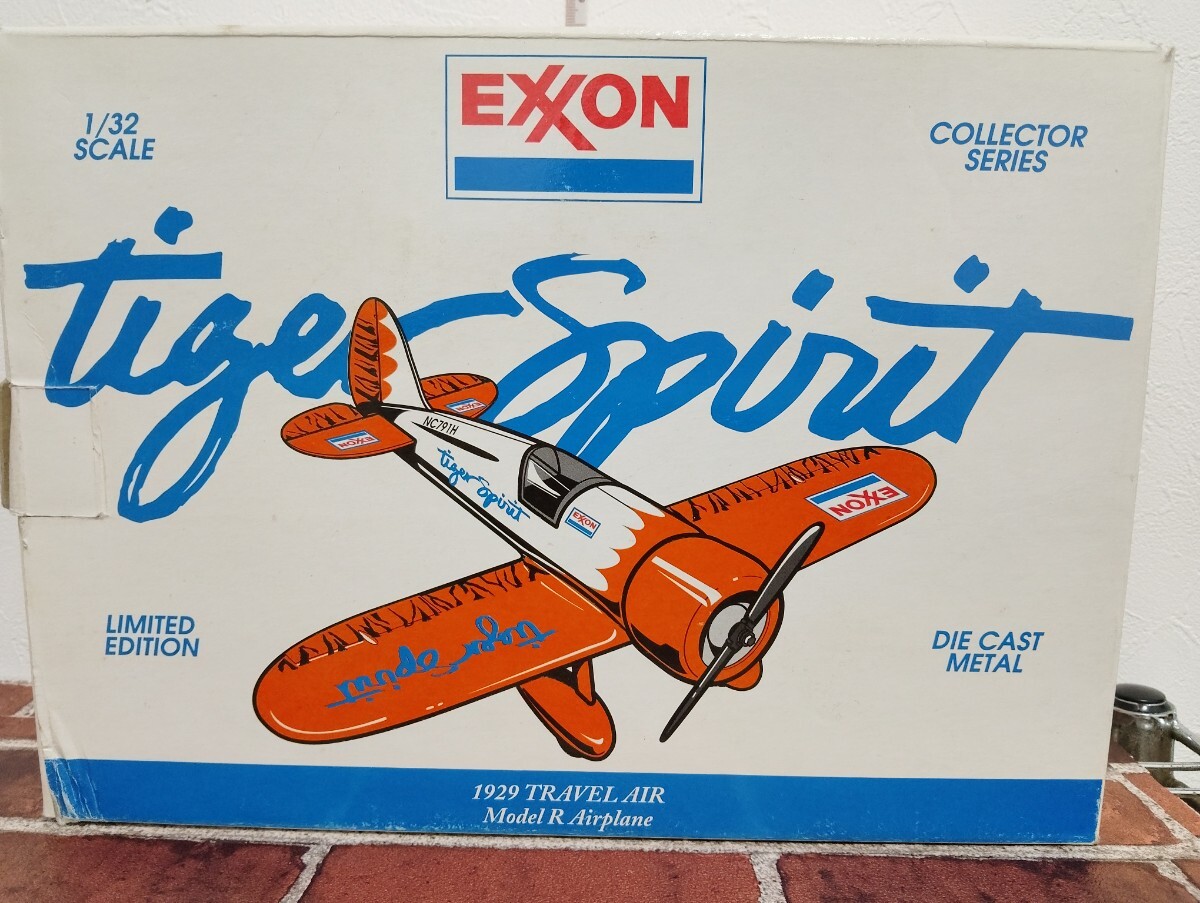 EXXON
1/32
SCALE
COLLECTOR
SERIES
tiger Spirit
NC791H
tiger Spirit
EXXON
EXXON
EXXON
EXXON
tiger Spirit
LIMITED
EDITION
DIE CAST
METAL
1929 TRAVEL AIR
Model R Airplane